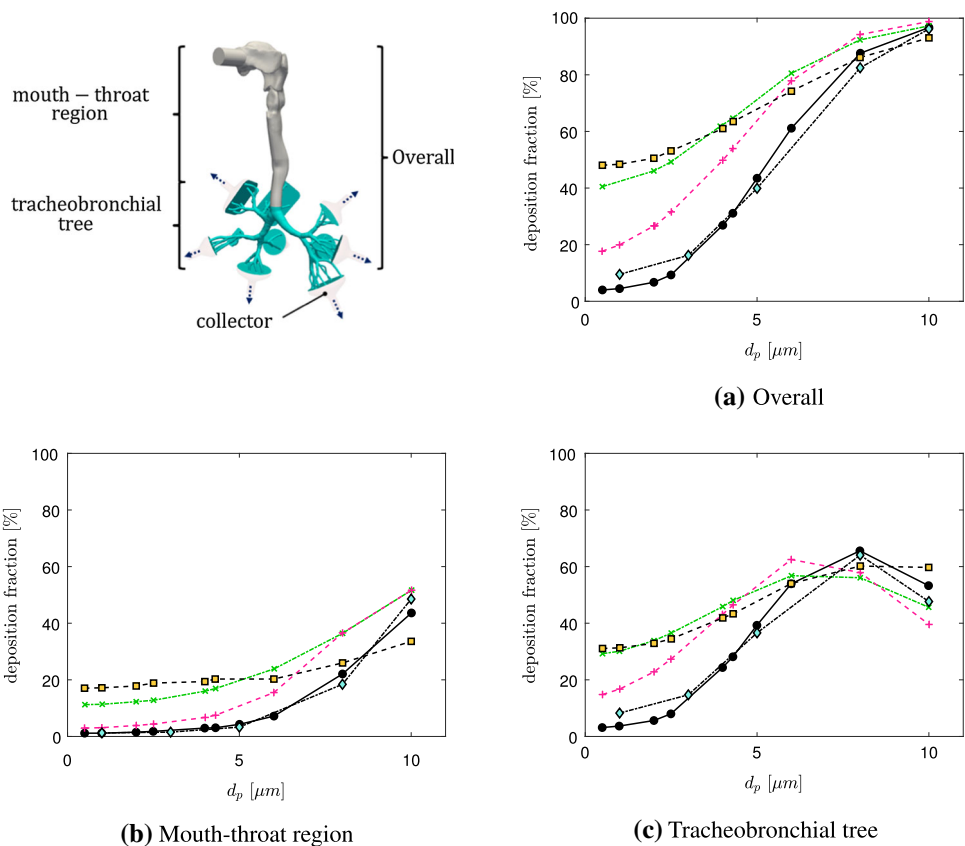 mouth – throat
region
tracheobronchial
tree
Overall
collector
deposition fraction [%]
100
80
60
40
20
0
0
5
10
d_p [μm]
(a) Overall
deposition fraction [%]
100
80
60
40
20
0
0
5
10
d_p [μm]
(b) Mouth-throat region
deposition fraction [%]
100
80
60
40
20
0
0
5
10
d_p [μm]
(c) Tracheobronchial tree